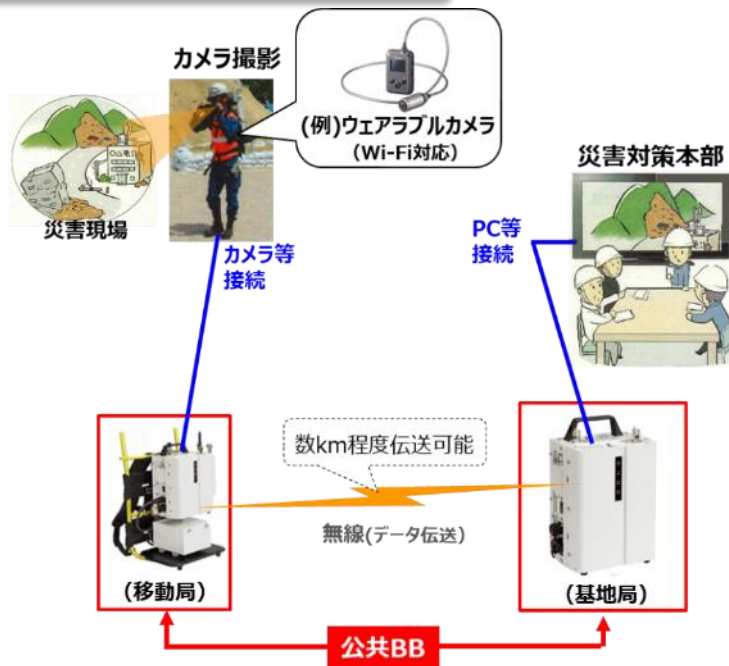 カメラ撮影
(例)ウェアラブルカメラ
(Wi-Fi対応)
災害現場
災害対策本部
カメラ等
接続
PC等
接続
数km程度伝送可能
無線(データ伝送)
(移動局)
(基地局)
公共BB